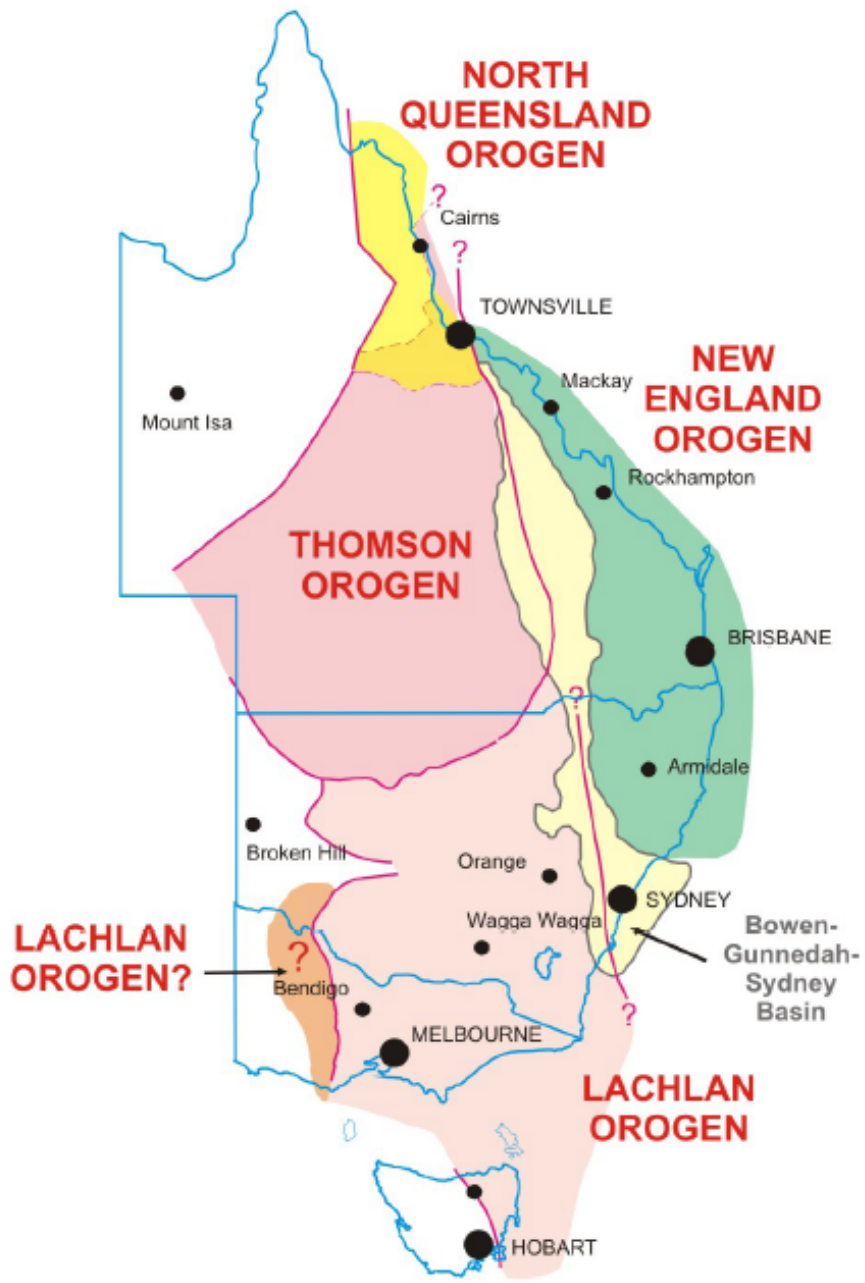 NORTH
QUEENSLAND
OROGEN
?
Cairns
?
TOWNSVILLE
NEW
ENGLAND
OROGEN
Mackay
Mount Isa
Rockhampton
THOMSON
OROGEN
BRISBANE
?
Armidale
Broken Hill
Orange
SYDNEY
Wagga Wagga
Bowen-
Gunnedah-
Sydney
Basin
LACHLAN
OROGEN?
?
Bendigo
?
MELBOURNE
LACHLAN
OROGEN
HOBART